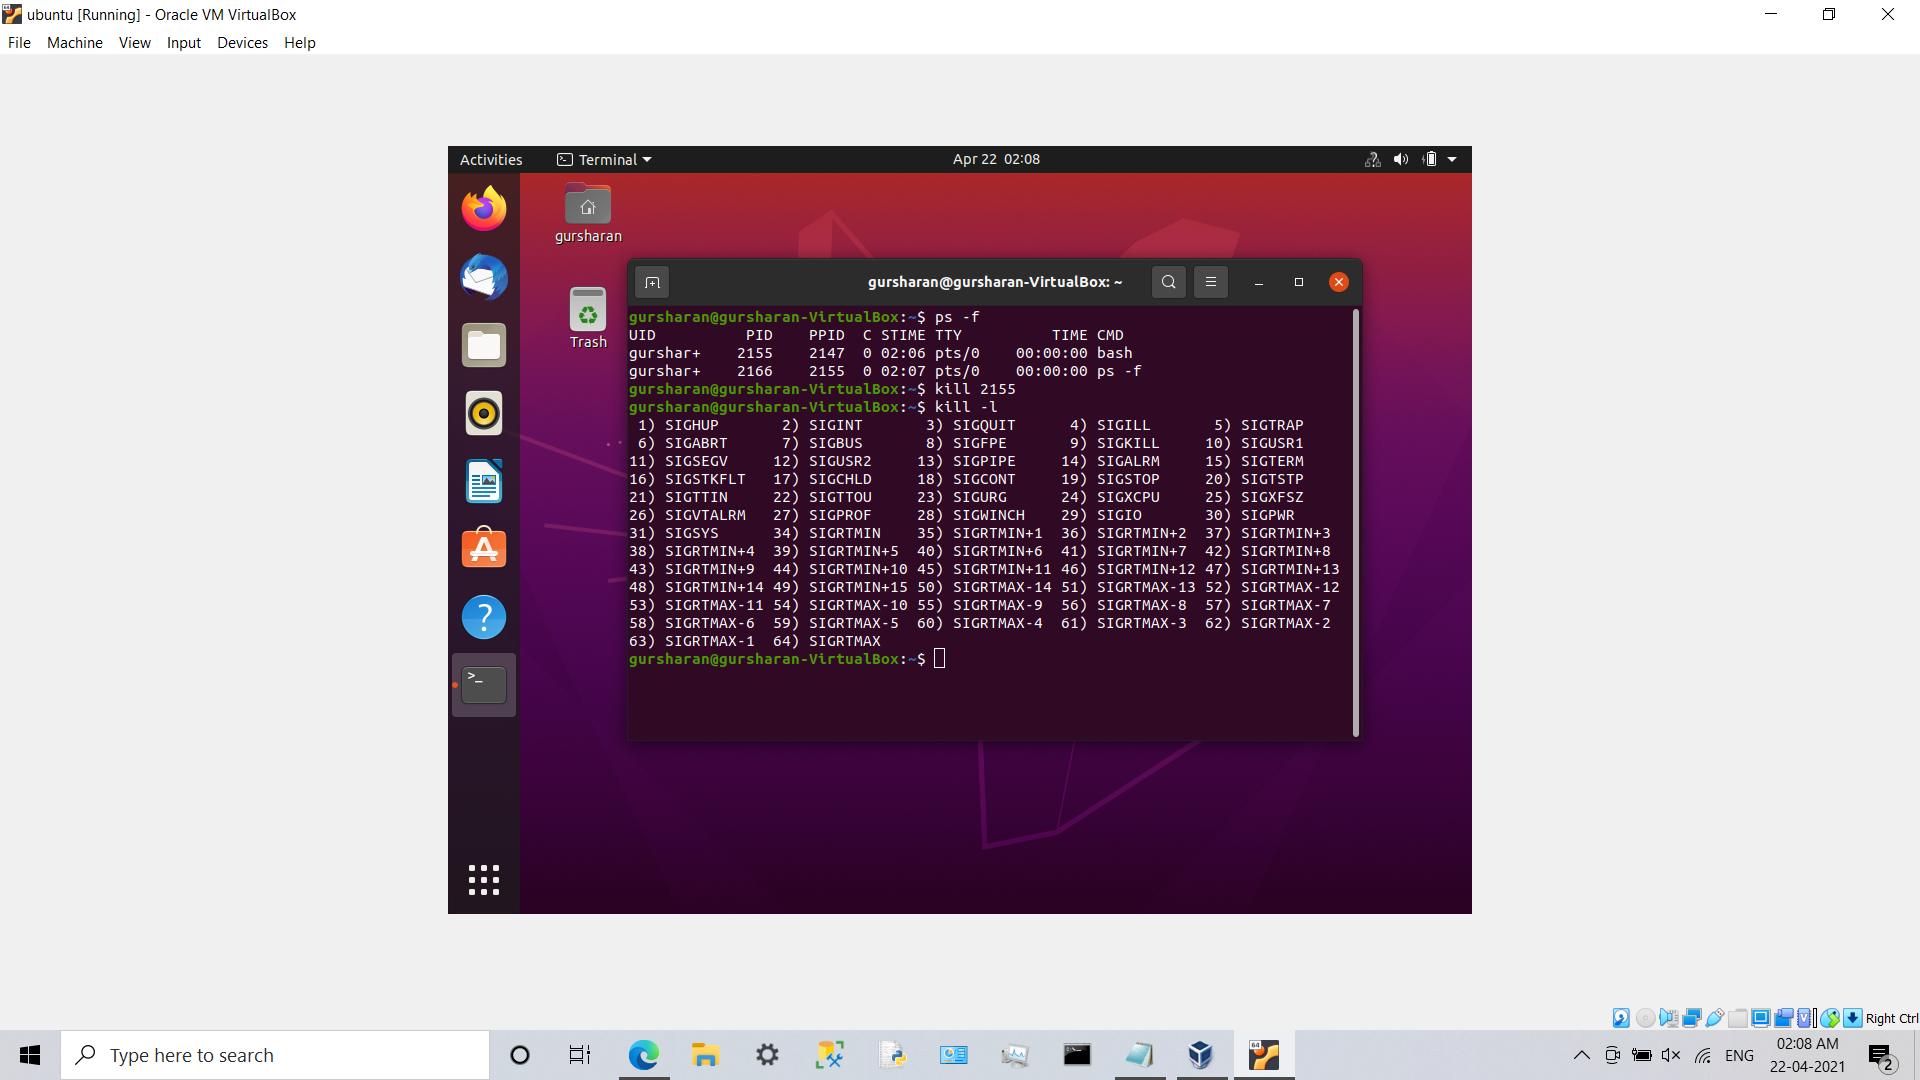 ubuntu [Running] - Oracle VM VirtualBox
File Machine View Input Devices Help
Activities Terminal Apr 22 02:08
gursharan
Trash
gursharan@gursharan-VirtualBox: ~
gursharan@gursharan-VirtualBox:~$ ps -f
UID PID PPID C STIME TTY TIME CMD
gurshar+ 2155 2147 0 02:06 pts/0 00:00:00 bash
gurshar+ 2166 2155 0 02:07 pts/0 00:00:00 ps -f
gursharan@gursharan-VirtualBox:~$ kill 2155
gursharan@gursharan-VirtualBox:~$ kill -l
1) SIGHUP 2) SIGINT 3) SIGQUIT 4) SIGILL 5) SIGTRAP
6) SIGABRT 7) SIGBUS 8) SIGFPE 9) SIGKILL 10) SIGUSR1
11) SIGSEGV 12) SIGUSR2 13) SIGPIPE 14) SIGALRM 15) SIGTERM
16) SIGSTKFLT 17) SIGCHLD 18) SIGCONT 19) SIGSTOP 20) SIGTSTP
21) SIGTTIN 22) SIGTTOU 23) SIGURG 24) SIGXCPU 25) SIGXFSZ
26) SIGVTALRM 27) SIGPROF 28) SIGWINCH 29) SIGIO 30) SIGPWR
31) SIGSYS 34) SIGRTMIN 35) SIGRTMIN+1 36) SIGRTMIN+2 37) SIGRTMIN+3
38) SIGRTMIN+4 39) SIGRTMIN+5 40) SIGRTMIN+6 41) SIGRTMIN+7 42) SIGRTMIN+8
43) SIGRTMIN+9 44) SIGRTMIN+10 45) SIGRTMIN+11 46) SIGRTMIN+12 47) SIGRTMIN+13
48) SIGRTMIN+14 49) SIGRTMIN+15 50) SIGRTMAX-14 51) SIGRTMAX-13 52) SIGRTMAX-12
53) SIGRTMAX-11 54) SIGRTMAX-10 55) SIGRTMAX-9 56) SIGRTMAX-8 57) SIGRTMAX-7
58) SIGRTMAX-6 59) SIGRTMAX-5 60) SIGRTMAX-4 61) SIGRTMAX-3 62) SIGRTMAX-2
63) SIGRTMAX-1 64) SIGRTMAX
gursharan@gursharan-VirtualBox:~$
Right Ctrl
Type here to search
ENG
02:08 AM
22-04-2021
2